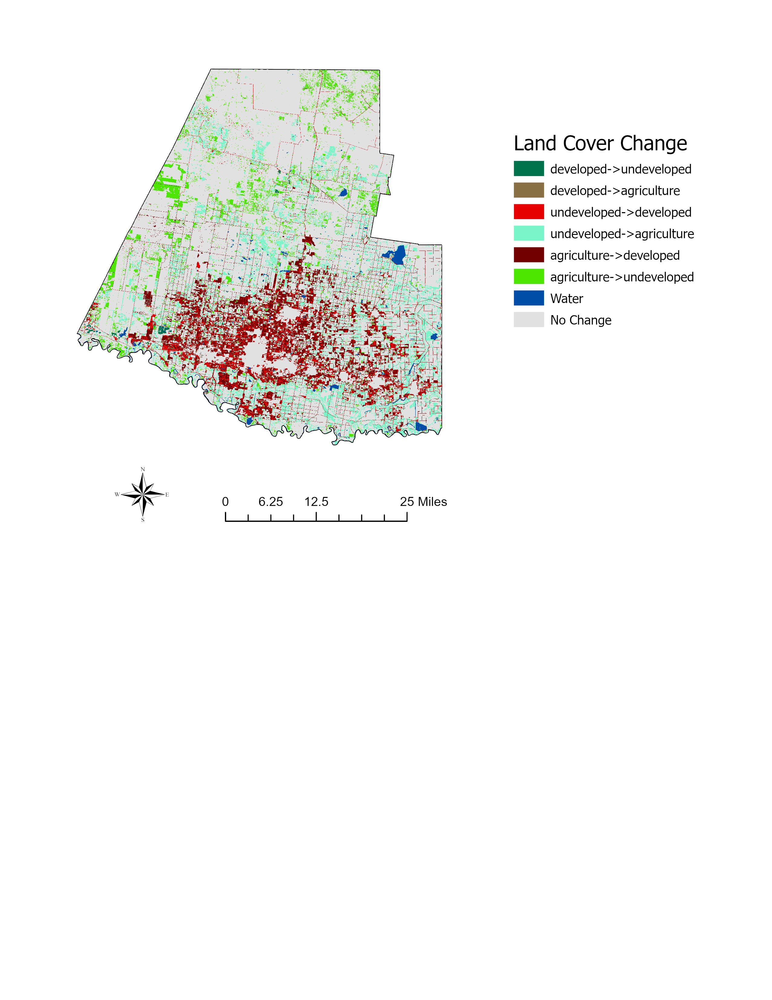 Land Cover Change
developed->undeveloped
developed->agriculture
undeveloped->developed
undeveloped->agriculture
agriculture->developed
agriculture->undeveloped
Water
No Change
N
W E
S
0 6.25 12.5 25 Miles